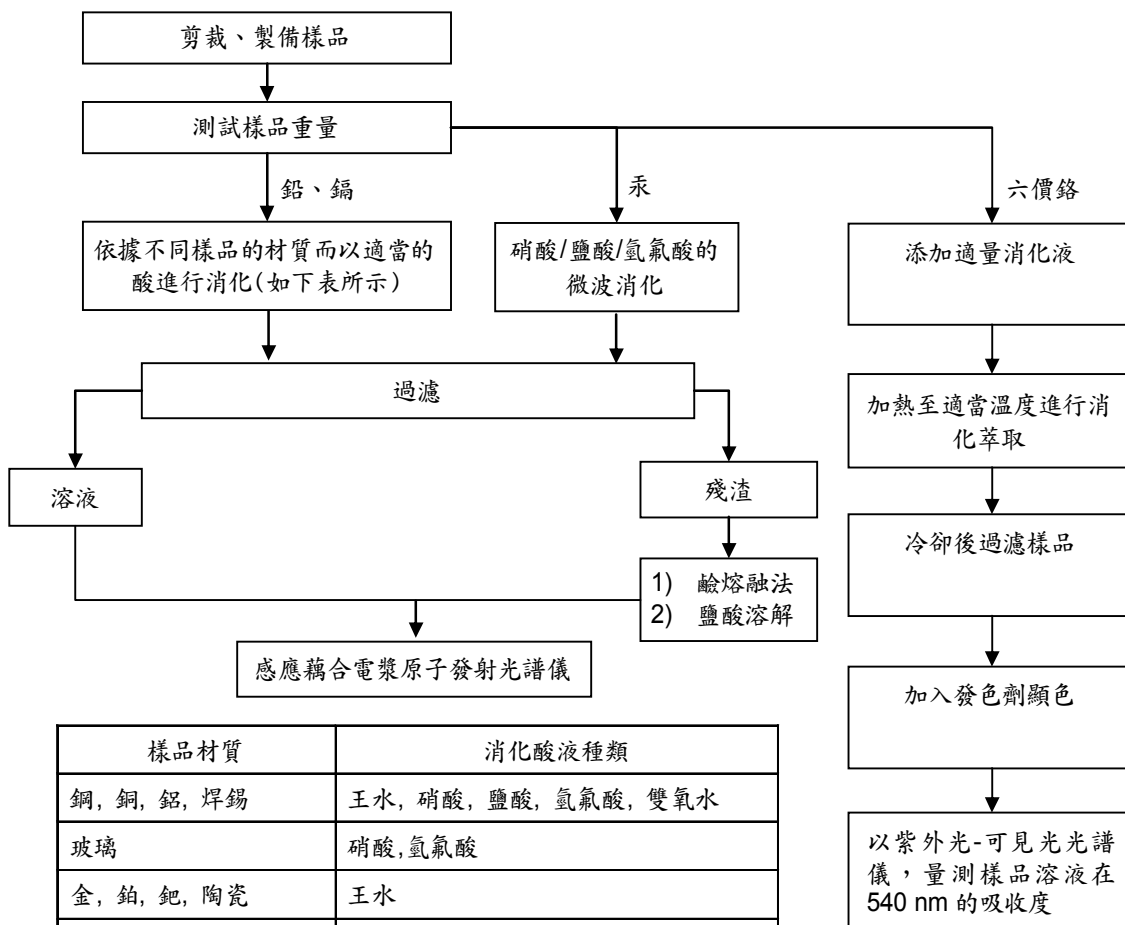 剪裁、製備樣品
測試樣品重量
鉛、鎘
汞
六價鉻
依據不同樣品的材質而以適當的
酸進行消化(如下表所示)
硝酸/鹽酸/氫氟酸的
微波消化
添加適量消化液
過濾
加熱至適當溫度進行消
化萃取
溶液
殘渣
冷卻後過濾樣品
1) 鹼熔融法
2) 鹽酸溶解
感應藕合電漿原子發射光譜儀
加入發色劑顯色
樣品材質 消化酸液種類
鋼, 銅, 鋁, 焊錫 王水, 硝酸, 鹽酸, 氫氟酸, 雙氧水
玻璃 硝酸,氫氟酸
金, 鉑, 鈀, 陶瓷 王水
以紫外光-可見光光譜
儀,量測樣品溶液在
540 nm 的吸收度